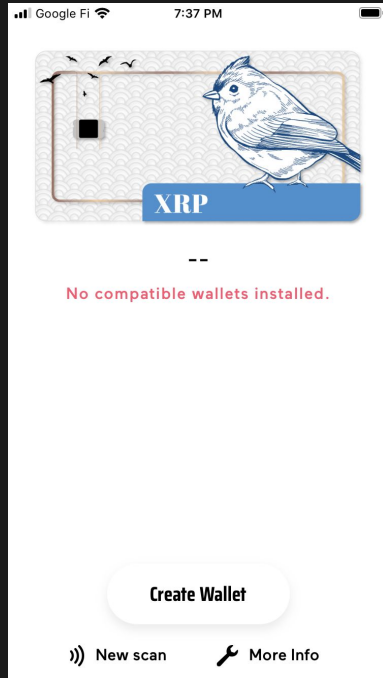 Google Fi 7:37 PM
XRP
--
No compatible wallets installed.
Create Wallet
New scan More Info